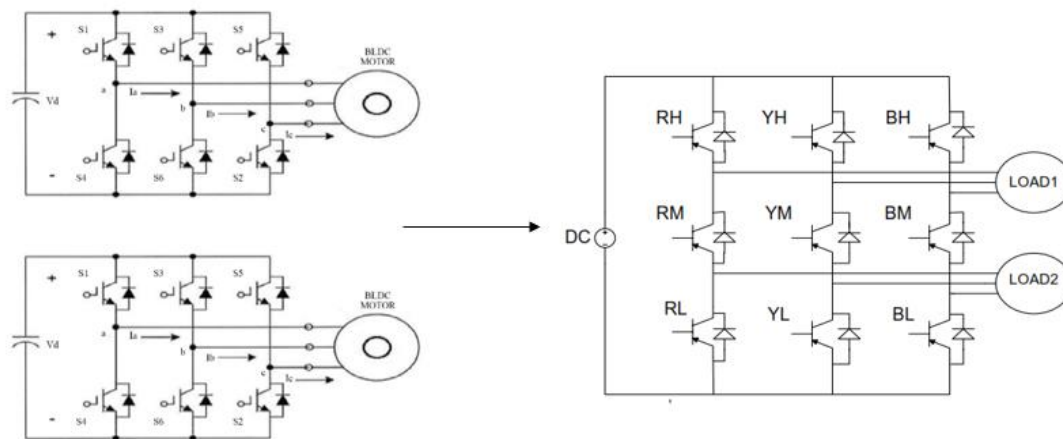 +
S1
S3
S5
BLDC
MOTOR
Vd
a
Ia
b
Ib
c
Ic
-
S4
S6
S2
+
S1
S3
S5
BLDC
MOTOR
Vd
a
Ia
b
Ib
c
Ic
-
S4
S6
S2
RH
YH
BH
LOAD1
RM
YM
BM
DC
+
-
LOAD2
RL
YL
BL